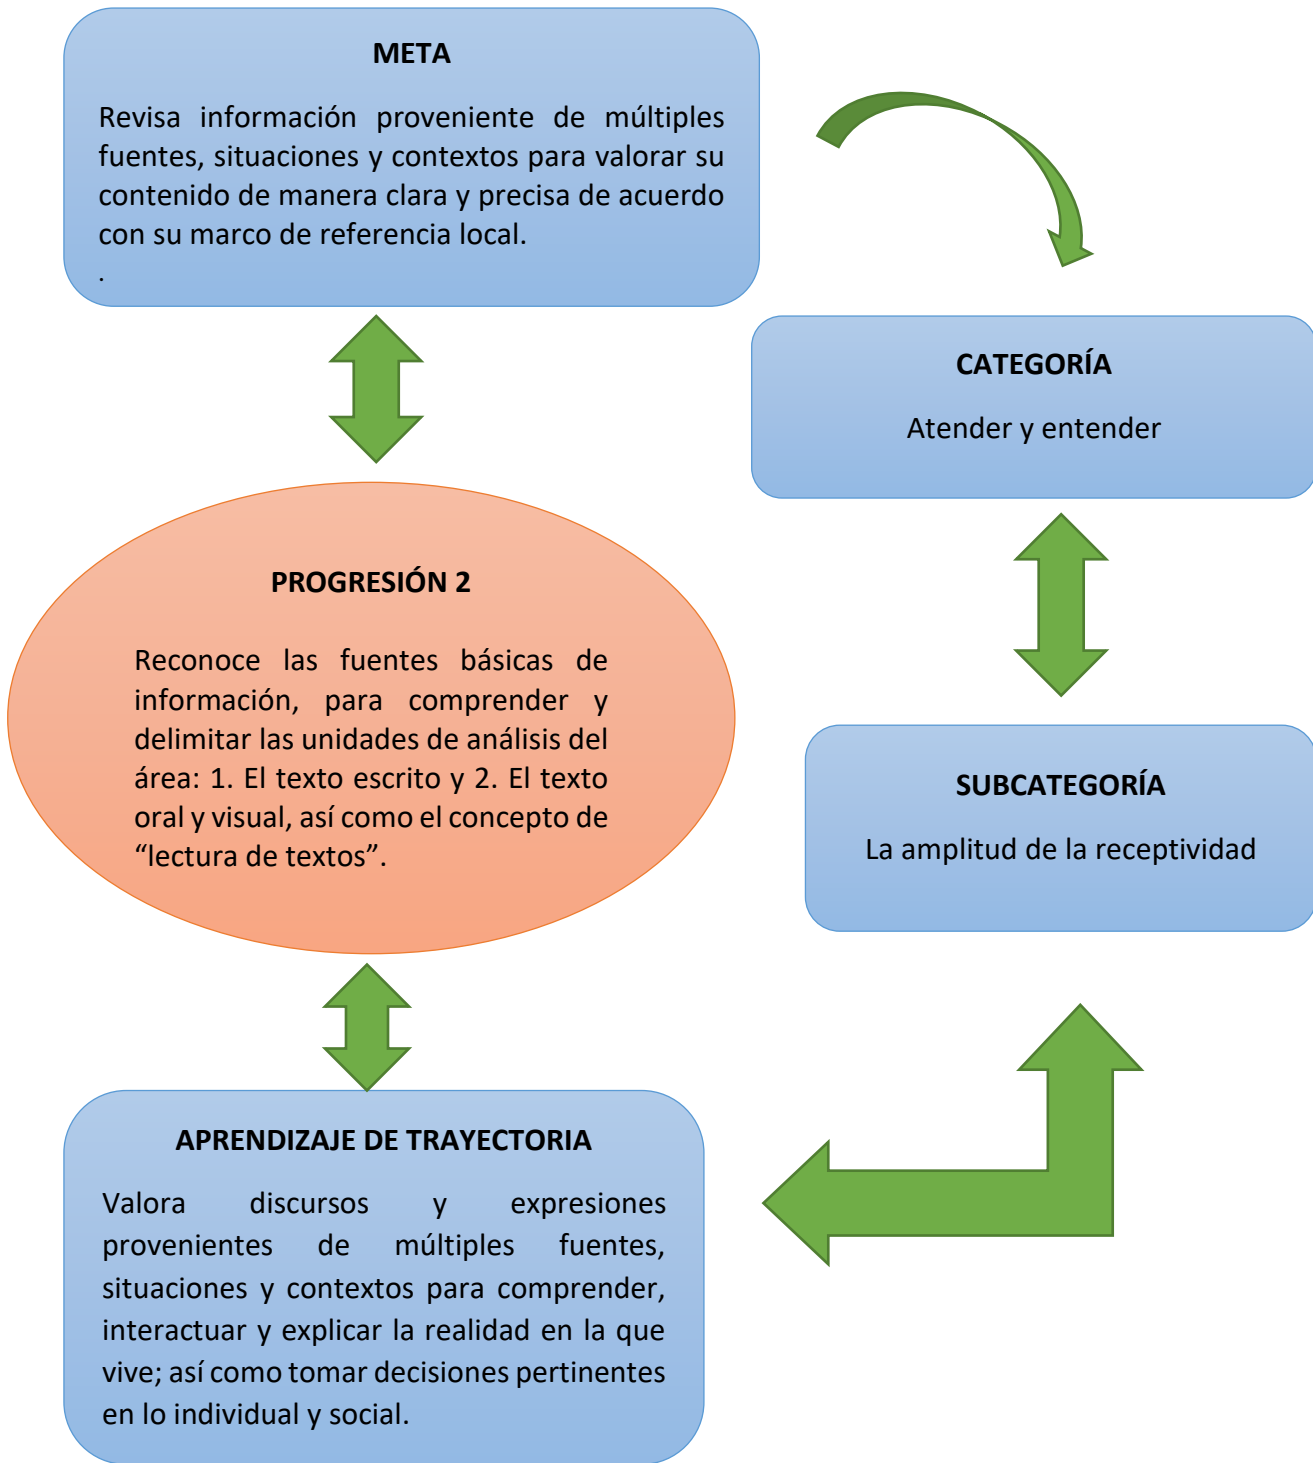 META
Revisa información proveniente de múltiples
fuentes, situaciones y contextos para valorar su
contenido de manera clara y precisa de acuerdo
con su marco de referencia local.
.
CATEGORÍA
Atender y entender
PROGRESIÓN 2
Reconoce las fuentes básicas de
información, para comprender y
delimitar las unidades de análisis del
área: 1. El texto escrito y 2. El texto
oral y visual, así como el concepto de
“lectura de textos”.
SUBCATEGORÍA
La amplitud de la receptividad
APRENDIZAJE DE TRAYECTORIA
Valora discursos y expresiones
provenientes de múltiples fuentes,
situaciones y contextos para comprender,
interactuar y explicar la realidad en la que
vive; así como tomar decisiones pertinentes
en lo individual y social.